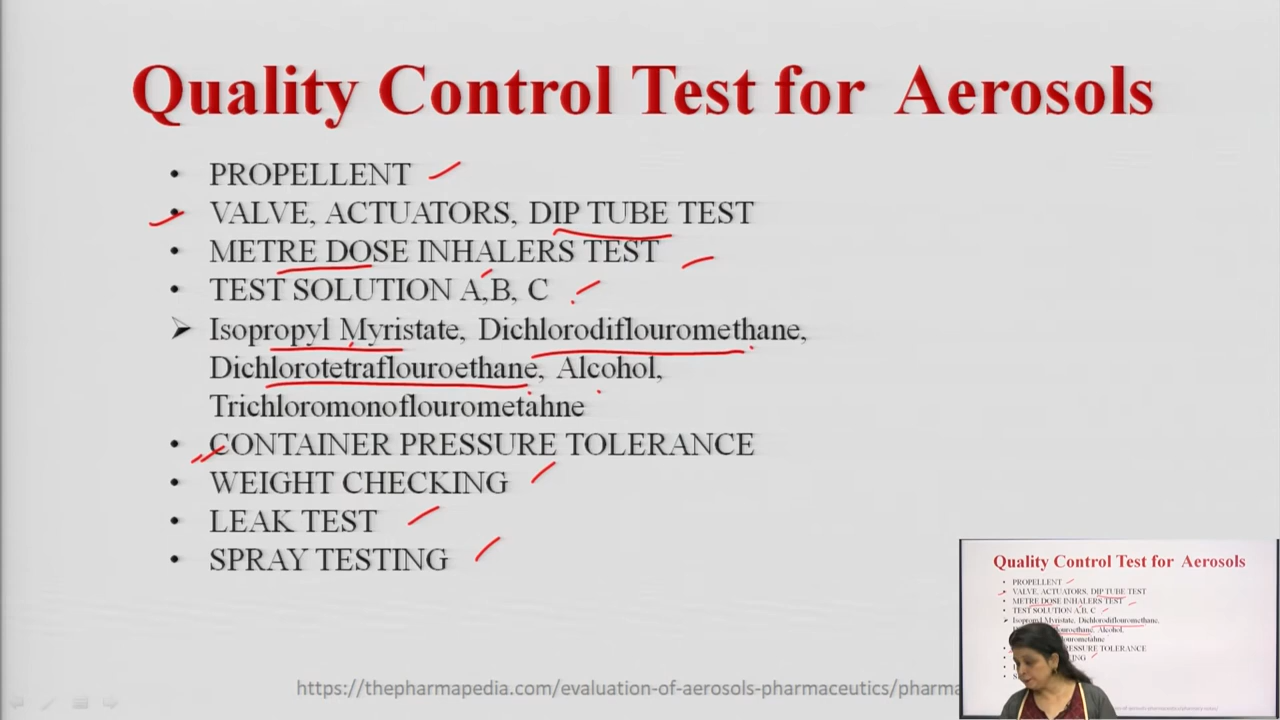 Quality Control Test for Aerosols
• PROPELLENT
• VALVE, ACTUATORS, DIP TUBE TEST
• METRE DOSE INHALERS TEST
• TEST SOLUTION A,B, C
➤ Isopropyl Myristate, Dichlorodiflouromethane,
Dichlorotetraflouroethane, Alcohol,
Trichloromonoflourometahne
• CONTAINER PRESSURE TOLERANCE
• WEIGHT CHECKING
• LEAK TEST
• SPRAY TESTING
https://thepharmapedia.com/evaluation-of-aerosols-pharmaceutics/pharma
Quality Control Test for Aerosols
• PROPELLENT
• VALVE, ACTUATORS, DIP TUBE TEST
• METRE DOSE INHALERS TEST
• TEST SOLUTION A,B, C
➤ Isopropyl Myristate, Dichlorodiflouromethane,
Alcohol,
PRESSURE TOLERANCE